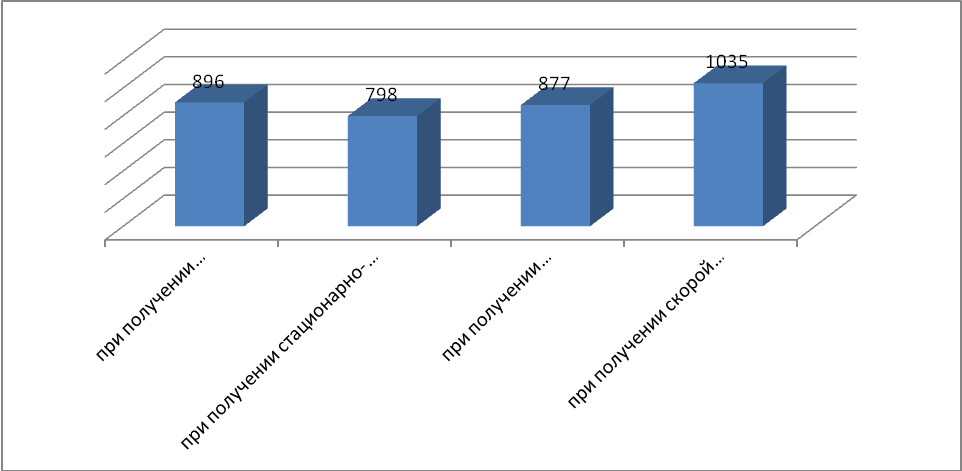 896
798
877
1035
при получении...
при получении стационарно- ...
при получении...
при получении скорой...